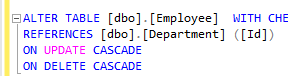 ALTER TABLE [dbo].[Employee]  WITH CHE
REFERENCES [dbo].[Department] ([Id])
ON UPDATE CASCADE
ON DELETE CASCADE